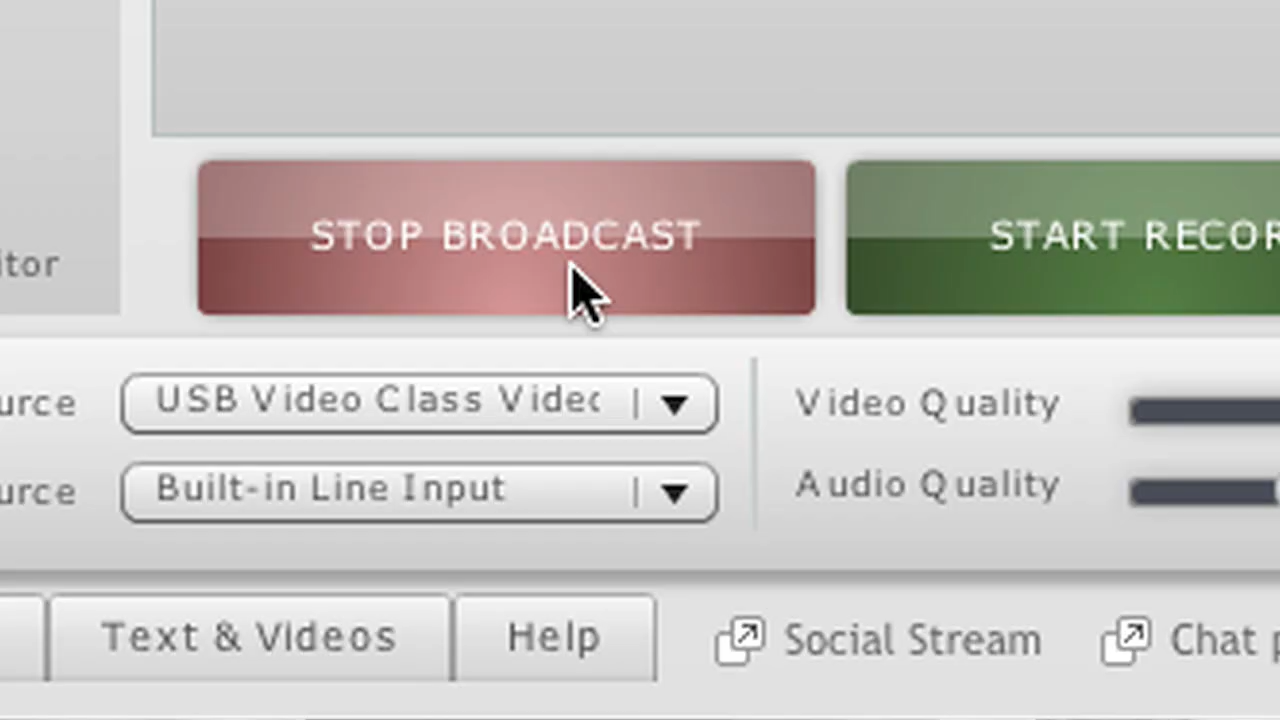 STOP BROADCAST
START RECOR
itor
urce
USB Video Class Videc
Video Quality
urce
Built-in Line Input
Audio Quality
Text & Videos
Help
Social Stream
Chat p